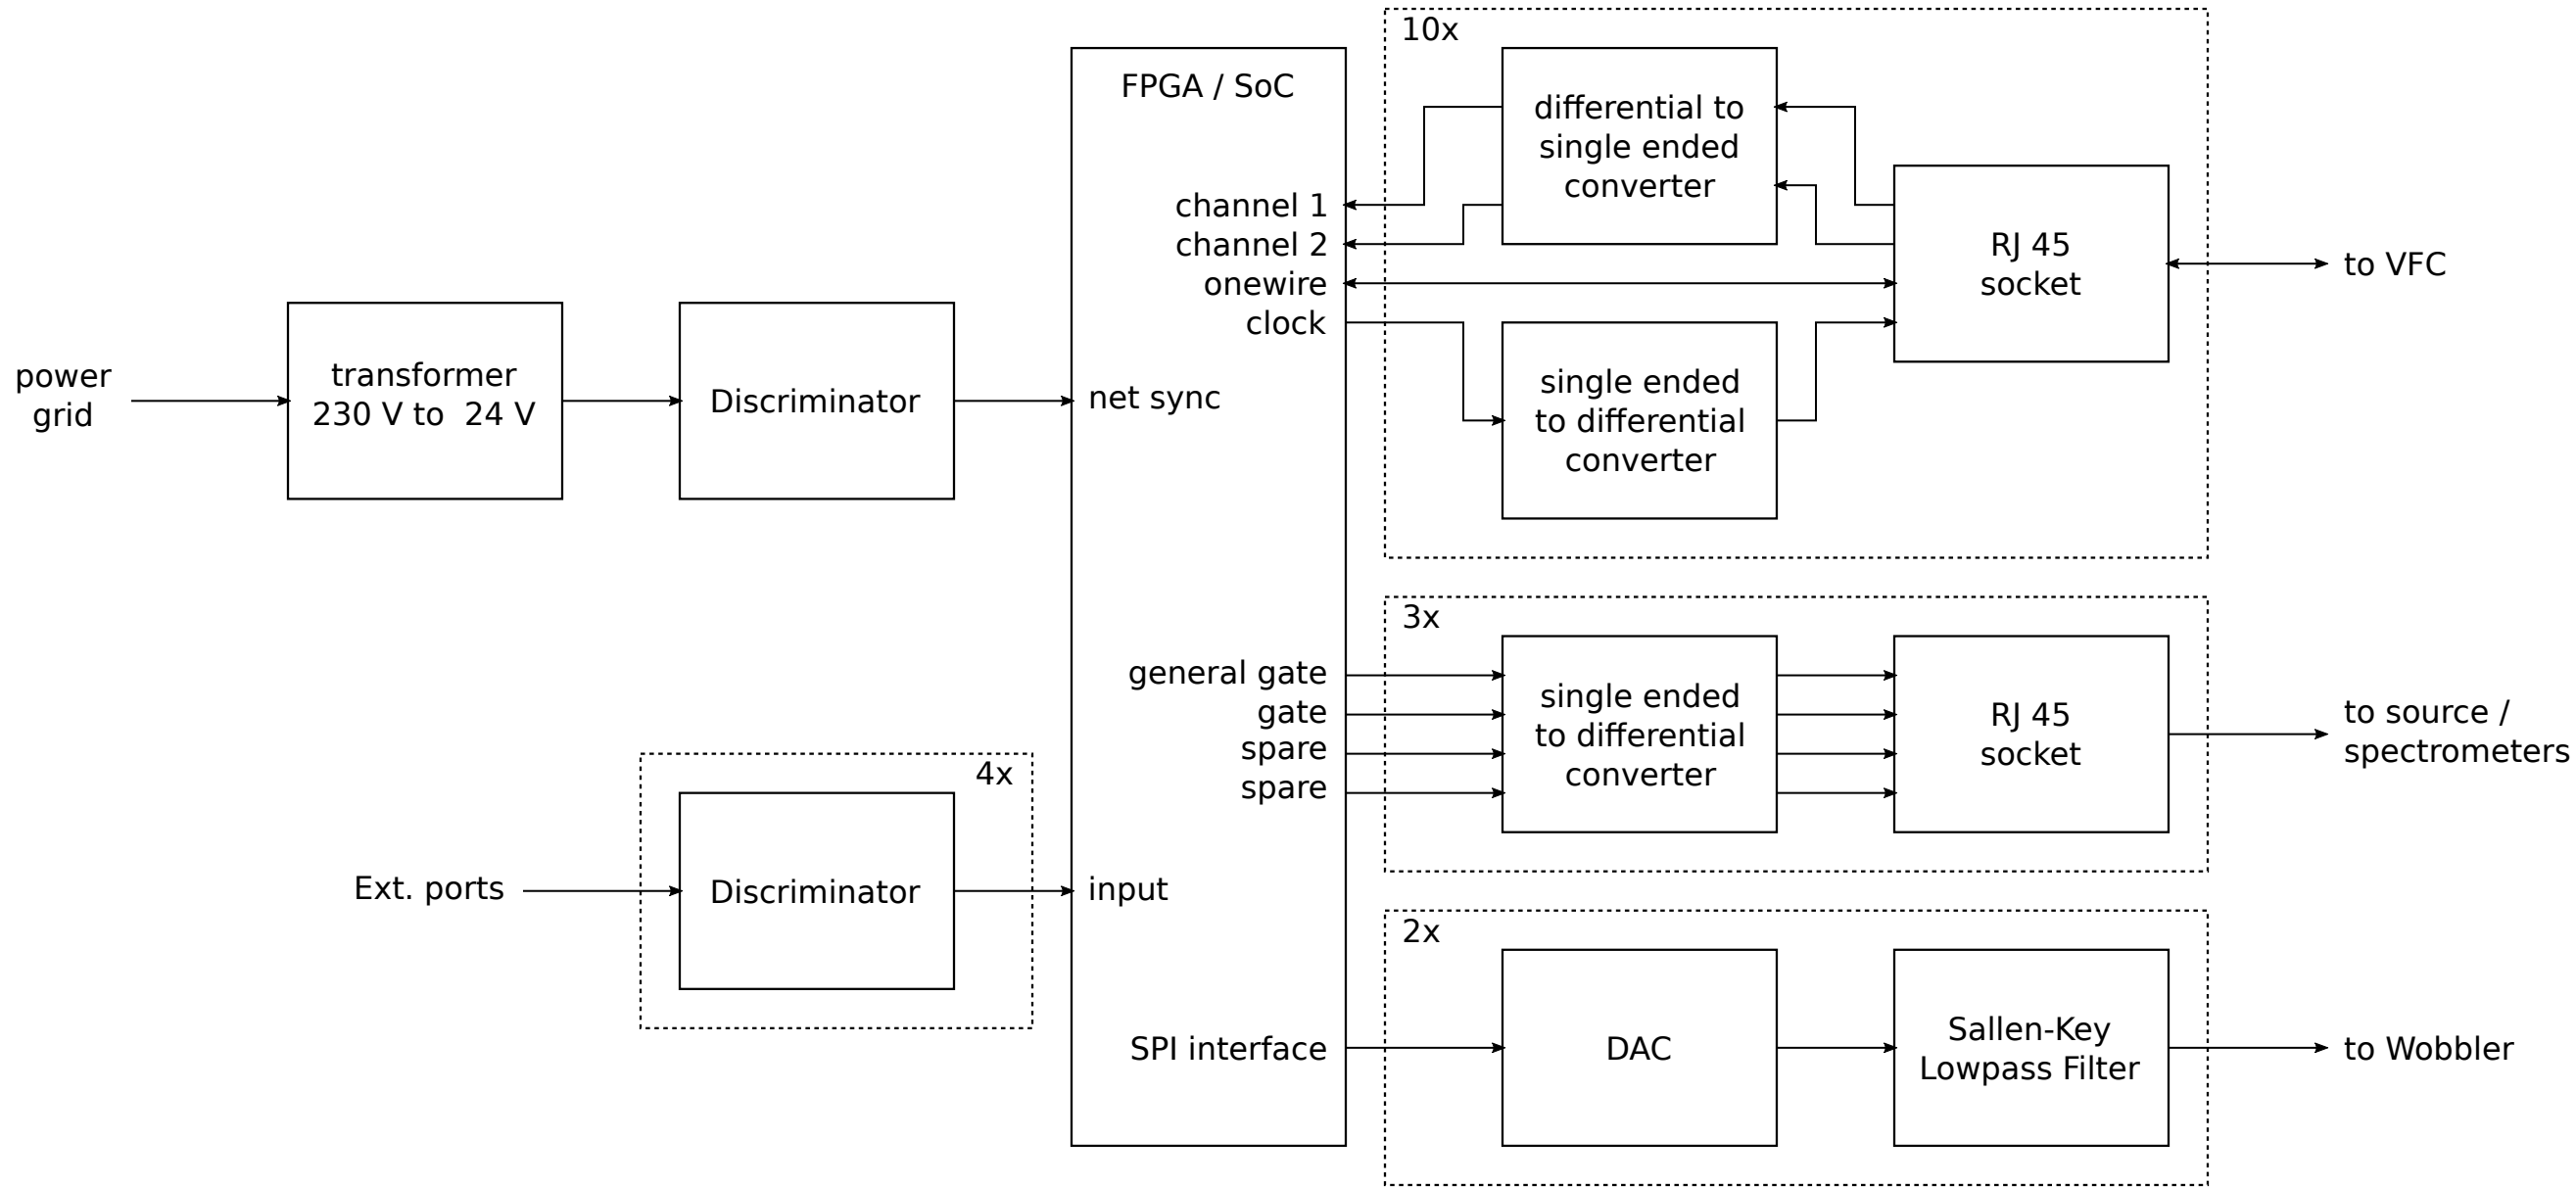 10x
FPGA / SoC
differential to
single ended
converter
channel 1
channel 2
onewire
clock
RJ 45
socket
to VFC
single ended
to differential
converter
power
grid
transformer
230 V to  24 V
Discriminator
net sync
3x
general gate
gate
spare
spare
single ended
to differential
converter
RJ 45
socket
to source /
spectrometers
4x
Ext. ports
Discriminator
input
2x
SPI interface
DAC
Sallen-Key
Lowpass Filter
to Wobbler